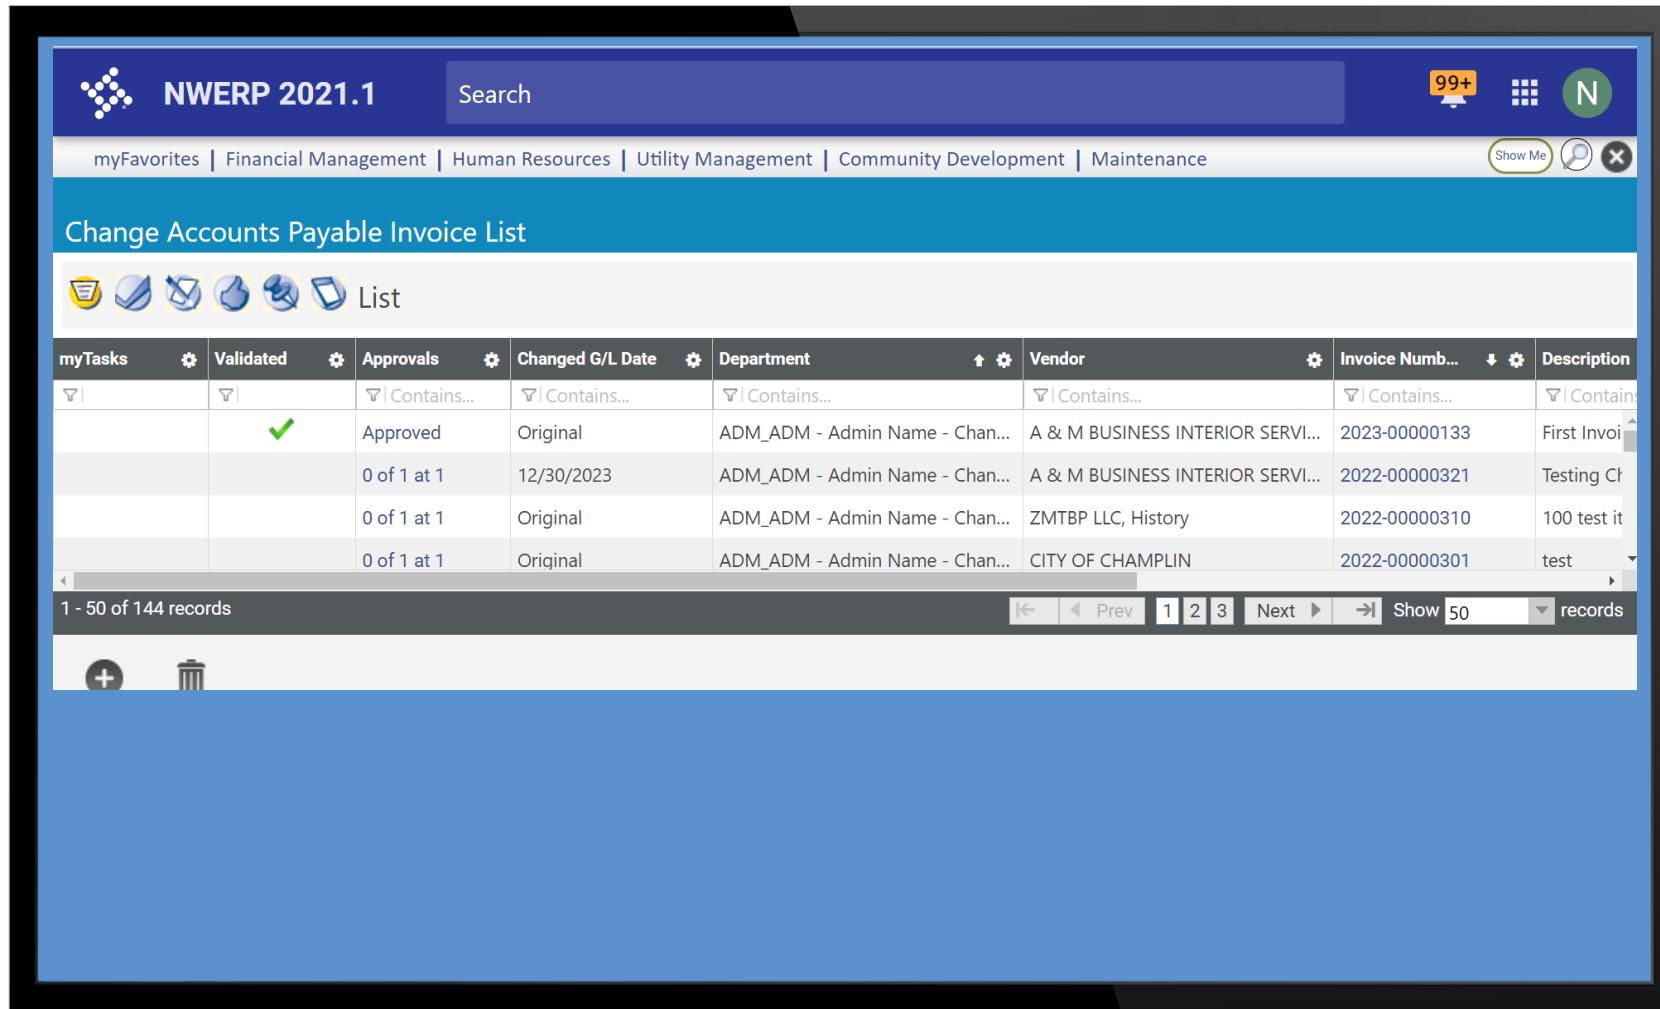 NWERP 2021.1 Search 99+ N
myFavorites | Financial Management | Human Resources | Utility Management | Community Development | Maintenance Show Me
Change Accounts Payable Invoice List
List
myTasks Validated Approvals Changed G/L Date Department Vendor Invoice Numb... Description
Contains... Contains... Contains... Contains... Contains... Contains
Approved Original ADM_ADM - Admin Name - Chan... A & M BUSINESS INTERIOR SERVI... 2023-00000133 First Invoi
0 of 1 at 1 12/30/2023 ADM_ADM - Admin Name - Chan... A & M BUSINESS INTERIOR SERVI... 2022-00000321 Testing Ch
0 of 1 at 1 Original ADM_ADM - Admin Name - Chan... ZMTBP LLC, History 2022-00000310 100 test it
0 of 1 at 1 Original ADM_ADM - Admin Name - Chan... CITY OF CHAMPLIN 2022-00000301 test
1 - 50 of 144 records Prev 1 2 3 Next Show 50 records